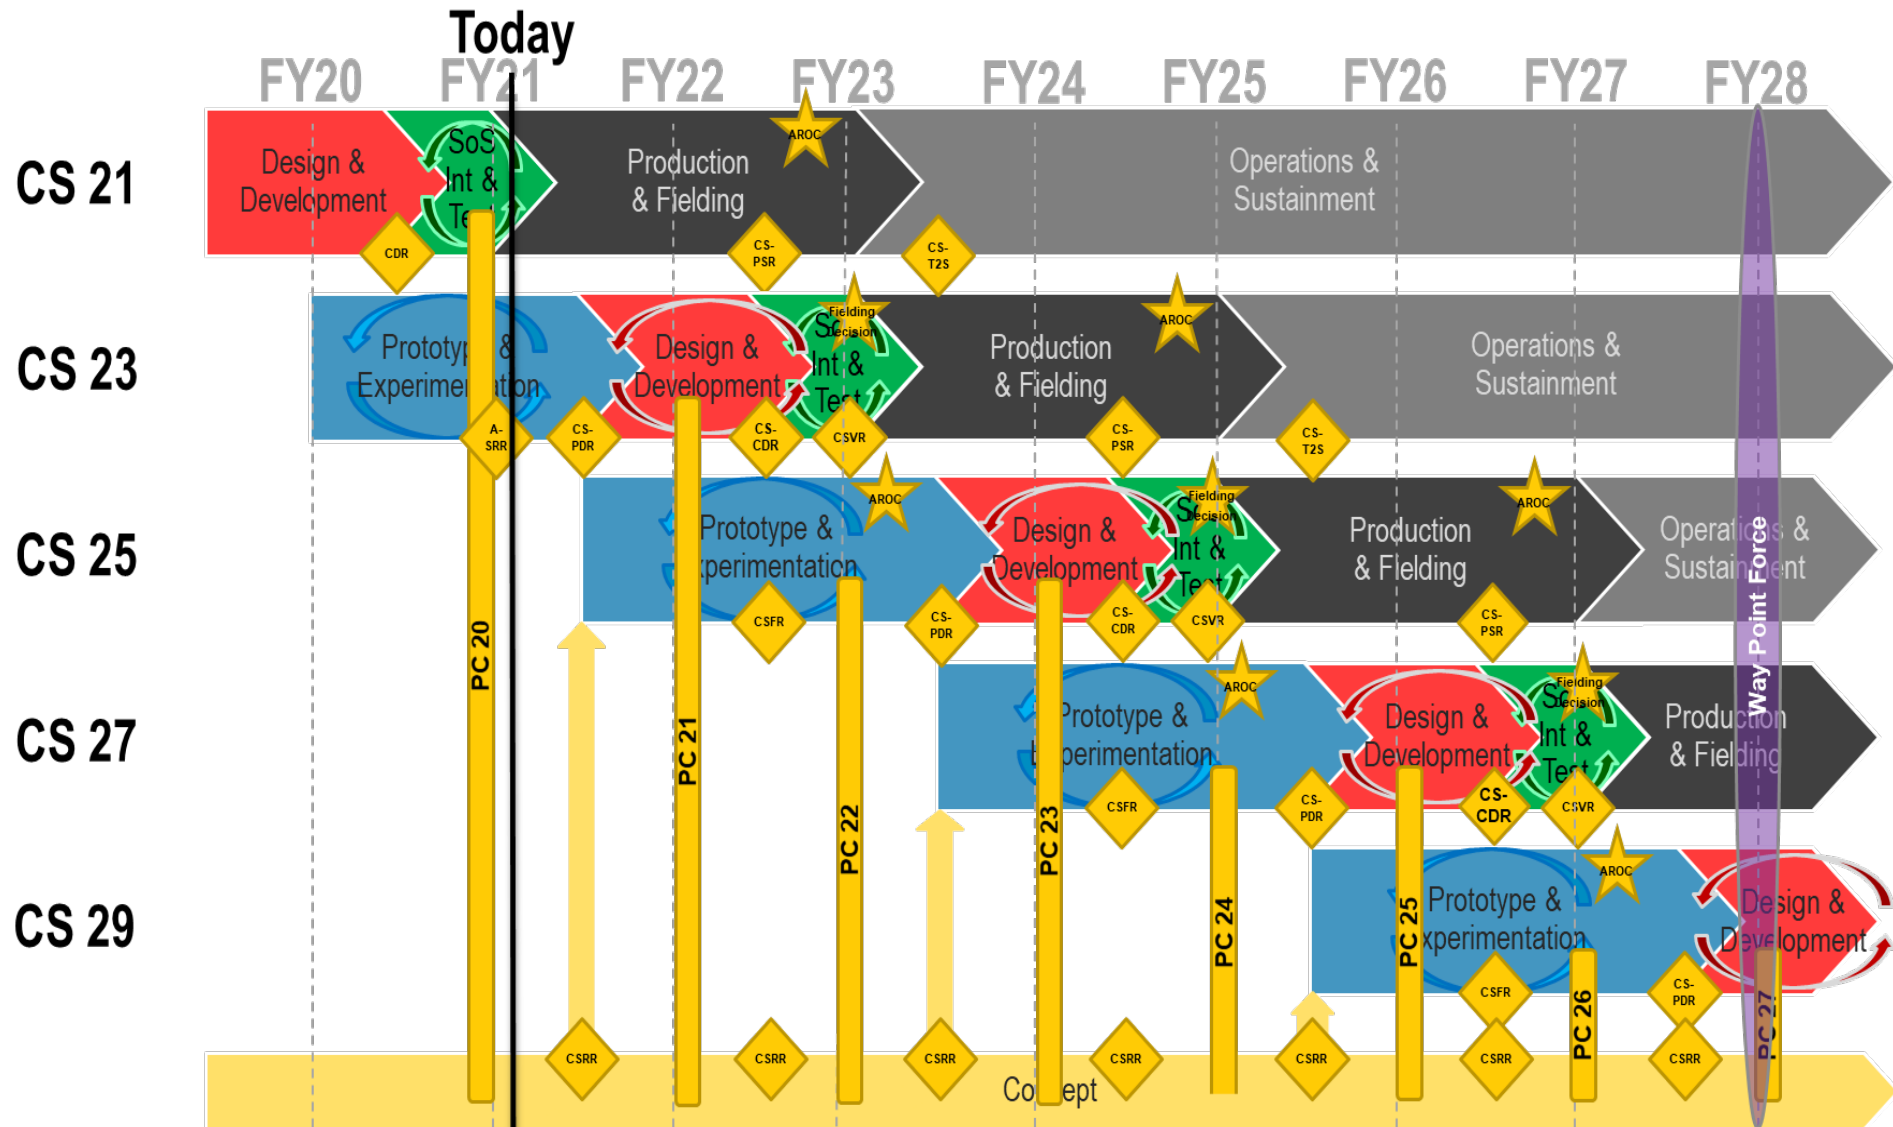 Today
FY20 FY21 FY22 FY23 FY24 FY25 FY26 FY27 FY28
CS 21
Design &
Development
SoS
Int &
Te
Production
& Fielding
AROC
Operations &
Sustainment
CDR
CS-
PSR
CS-
T2S
CS 23
Prototype &
Experimentation
Design &
Development
Fielding
Decision
Int &
Test
Production
& Fielding
AROC
Operations &
Sustainment
A-
SRR
CS-
PDR
CS-
CDR
CSVR
CS-
PSR
CS-
T2S
CS 25
Prototype &
Experimentation
AROC
Design &
Development
Fielding
Decision
Int &
Test
Production
& Fielding
AROC
Operations &
Sustainment
CSFR
CS-
PDR
CS-
CDR
CSVR
CS-
PSR
CS 27
Prototype &
Experimentation
AROC
Design &
Development
Fielding
Decision
Int &
Test
Production
& Fielding
CSFR
CS-
PDR
CS-
CDR
CSVR
CS 29
Prototype &
Experimentation
AROC
Design &
Development
CSFR
CS-
PDR
PC 20
PC 21
PC 22
PC 23
PC 24
PC 25
PC 26
PC 27
Way Point Force
CSRR CSRR CSRR CSRR CSRR CSRR CSRR
Concept